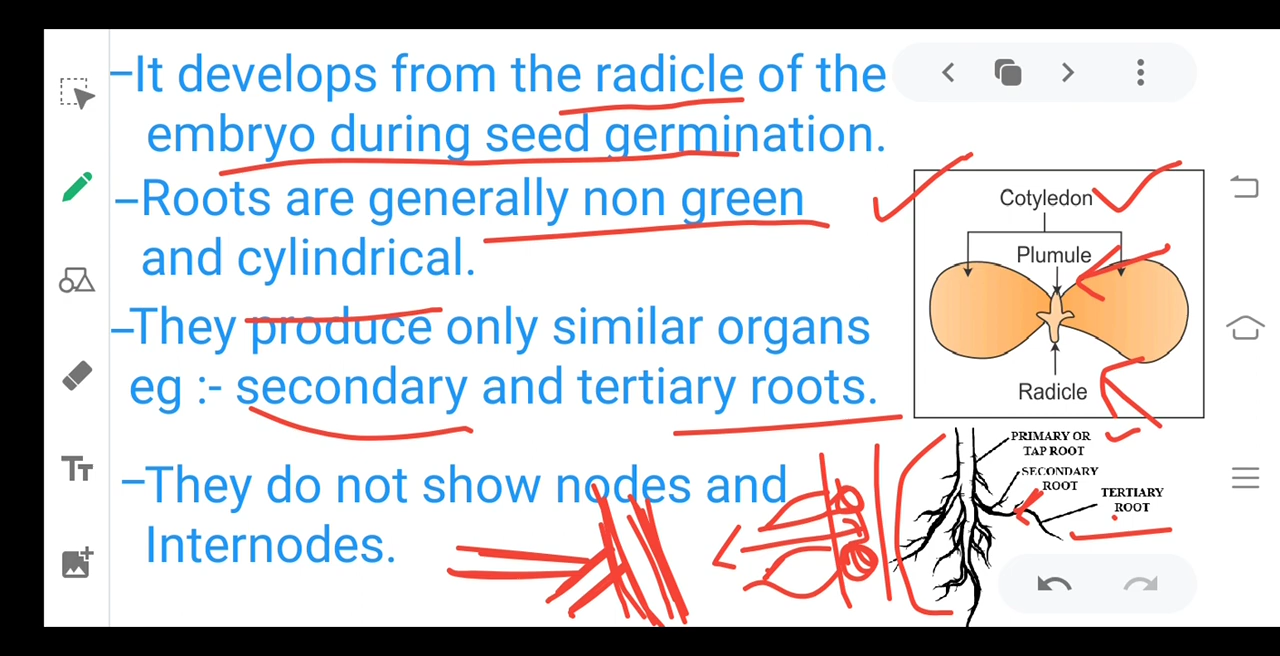 –It develops from the radicle of the
embryo during seed germination.
–Roots are generally non green
and cylindrical.
–They produce only similar organs
eg :- secondary and tertiary roots.
–They do not show nodes and
Internodes.
Cotyledon
Plumule
Radicle
PRIMARY OR
TAP ROOT
SECONDARY
ROOT
TERTIARY
ROOT
TT